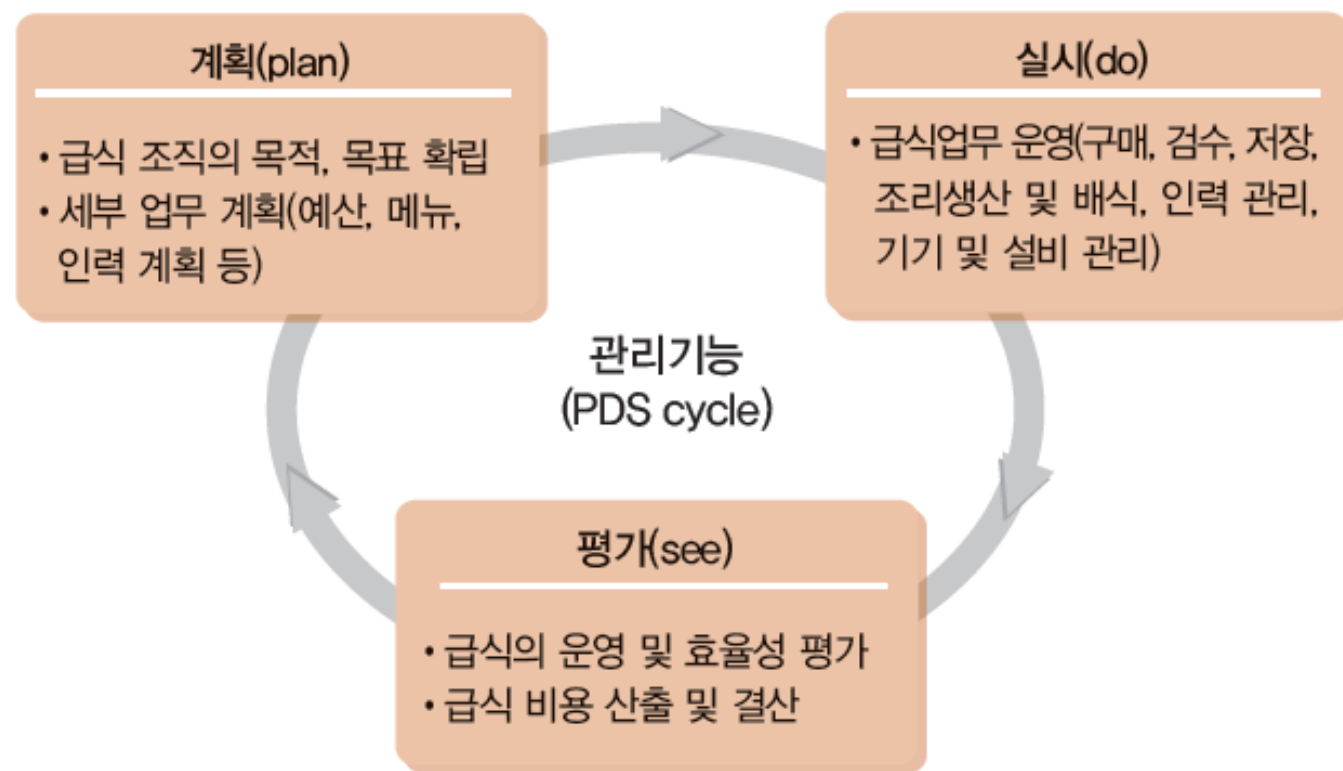 계획(plan)
• 급식 조직의 목적, 목표 확립
• 세부 업무 계획(예산, 메뉴,
인력 계획 등)
실시(do)
• 급식업무 운영(구매, 검수, 저장,
조리생산 및 배식, 인력 관리,
기기 및 설비 관리)
관리기능
(PDS cycle)
평가(see)
• 급식의 운영 및 효율성 평가
• 급식 비용 산출 및 결산